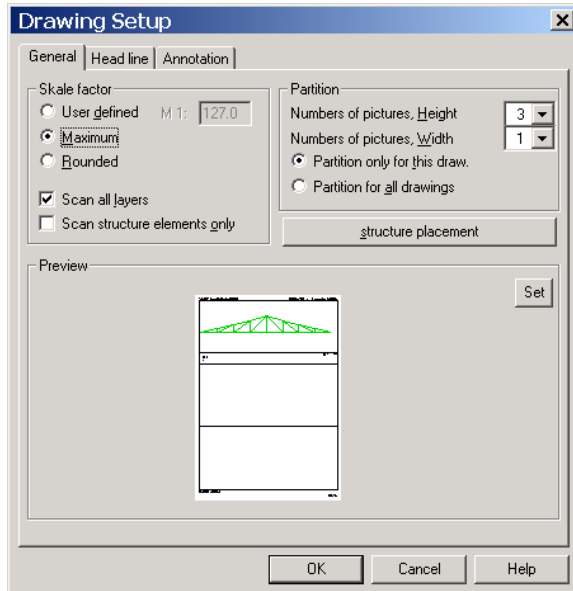 Drawing Setup
General
Head line
Annotation
Skale factor
User defined M 1: 127.0
Maximum
Rounded
Scan all layers
Scan structure elements only
Partition
Numbers of pictures, Height 3
Numbers of pictures, Width 1
Partition only for this draw.
Partition for all drawings
structure placement
Preview
Set
OK
Cancel
Help